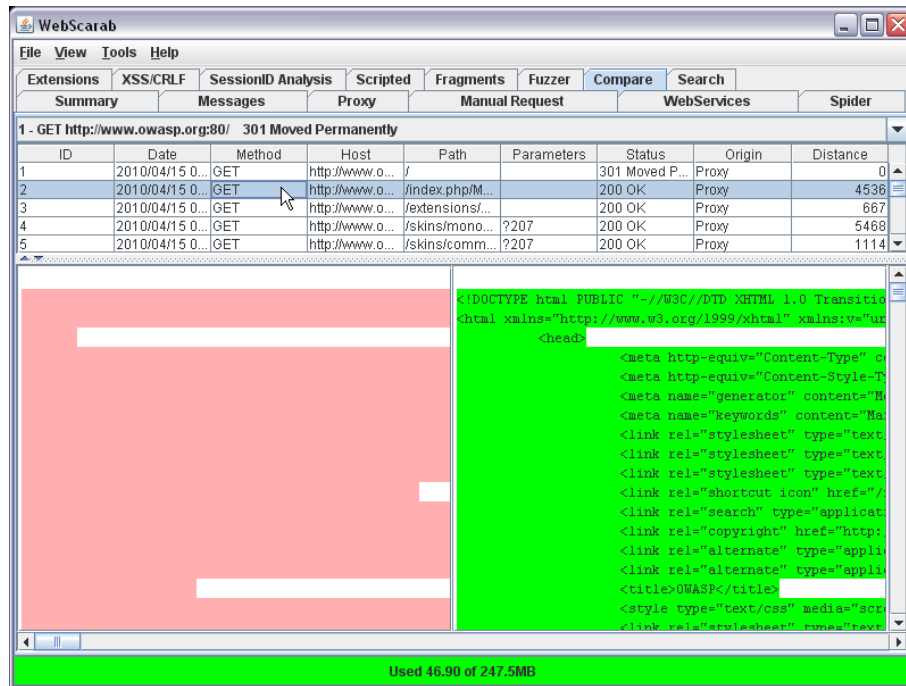 WebScarab
File View Tools Help
Extensions XSS/CRLF SessionID Analysis Scripted Fragments Fuzzer Compare Search
Summary Messages Proxy Manual Request WebServices Spider
1 - GET http://www.owasp.org:80/ 301 Moved Permanently
ID Date Method Host Path Parameters Status Origin Distance
1 2010/04/15 0... GET http://www.o... / 301 Moved P... Proxy 0
2 2010/04/15 0... GET http://www.o... /index.php/M... 200 OK Proxy 4536
3 2010/04/15 0... GET http://www.o... /extensions/... 200 OK Proxy 667
4 2010/04/15 0... GET http://www.o... /skins/mono... ?207 200 OK Proxy 5468
5 2010/04/15 0... GET http://www.o... /skins/comm... ?207 200 OK Proxy 1114
<!DOCTYPE html PUBLIC "-//W3C//DTD XHTML 1.0 Transitio
<html xmlns="http://www.w3.org/1999/xhtml" xmlns:v="ur
<head>
<meta http-equiv="Content-Type" c
<meta http-equiv="Content-Style-T
<meta name="generator" content="M
<meta name="keywords" content="Ma
<link rel="stylesheet" type="text
<link rel="stylesheet" type="text
<link rel="stylesheet" type="text
<link rel="shortcut icon" href="/
<link rel="search" type="applicat
<link rel="copyright" href="http:
<link rel="alternate" type="appli
<link rel="alternate" type="appli
<title>OWASP</title>
<style type="text/css" media="scr
<link rel="stylesheet" type="text
Used 46.90 of 247.5MB